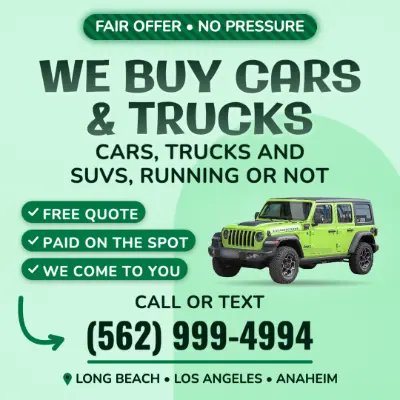 FAIR OFFER • NO PRESSURE
WE BUY CARS
& TRUCKS
CARS, TRUCKS AND
SUVS, RUNNING OR NOT
✓ FREE QUOTE
✓ PAID ON THE SPOT
✓ WE COME TO YOU
CALL OR TEXT
(562) 999-4994
LONG BEACH • LOS ANGELES • ANAHEIM